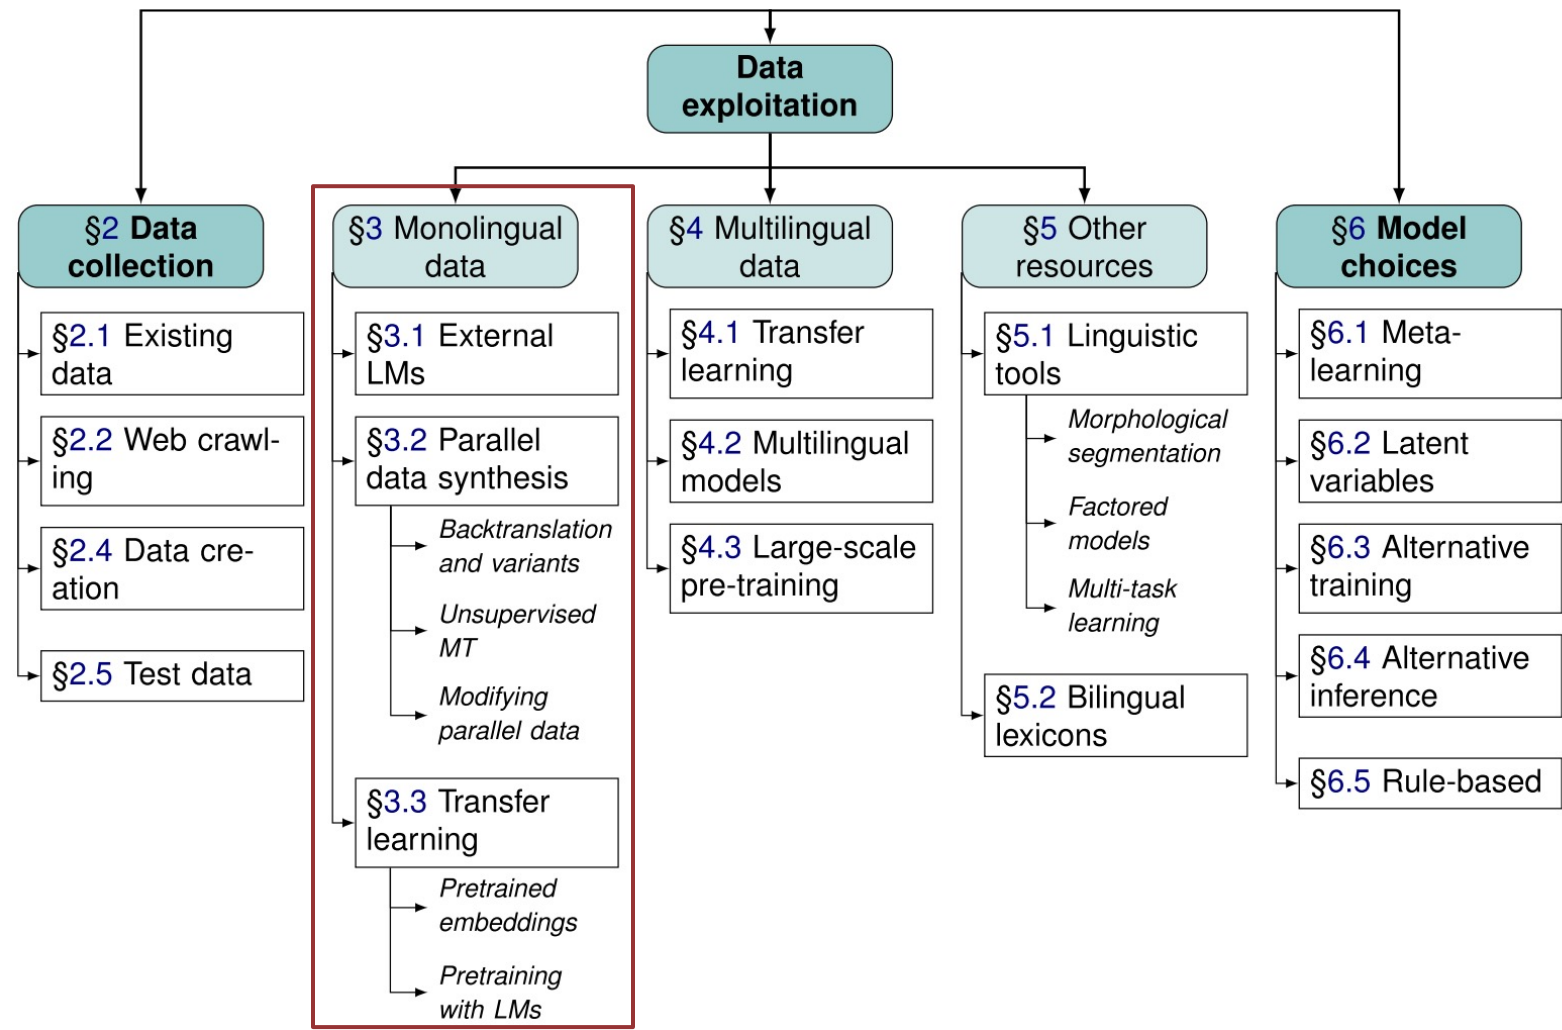 Data
exploitation
§2 Data
collection
§2.1 Existing
data
§2.2 Web crawl-
ing
§2.4 Data cre-
ation
§2.5 Test data
§3 Monolingual
data
§3.1 External
LMs
§3.2 Parallel
data synthesis
Backtranslation
and variants
Unsupervised
MT
Modifying
parallel data
§3.3 Transfer
learning
Pretrained
embeddings
Pretraining
with LMs
§4 Multilingual
data
§4.1 Transfer
learning
§4.2 Multilingual
models
§4.3 Large-scale
pre-training
§5 Other
resources
§5.1 Linguistic
tools
Morphological
segmentation
Factored
models
Multi-task
learning
§5.2 Bilingual
lexicons
§6 Model
choices
§6.1 Meta-
learning
§6.2 Latent
variables
§6.3 Alternative
training
§6.4 Alternative
inference
§6.5 Rule-based